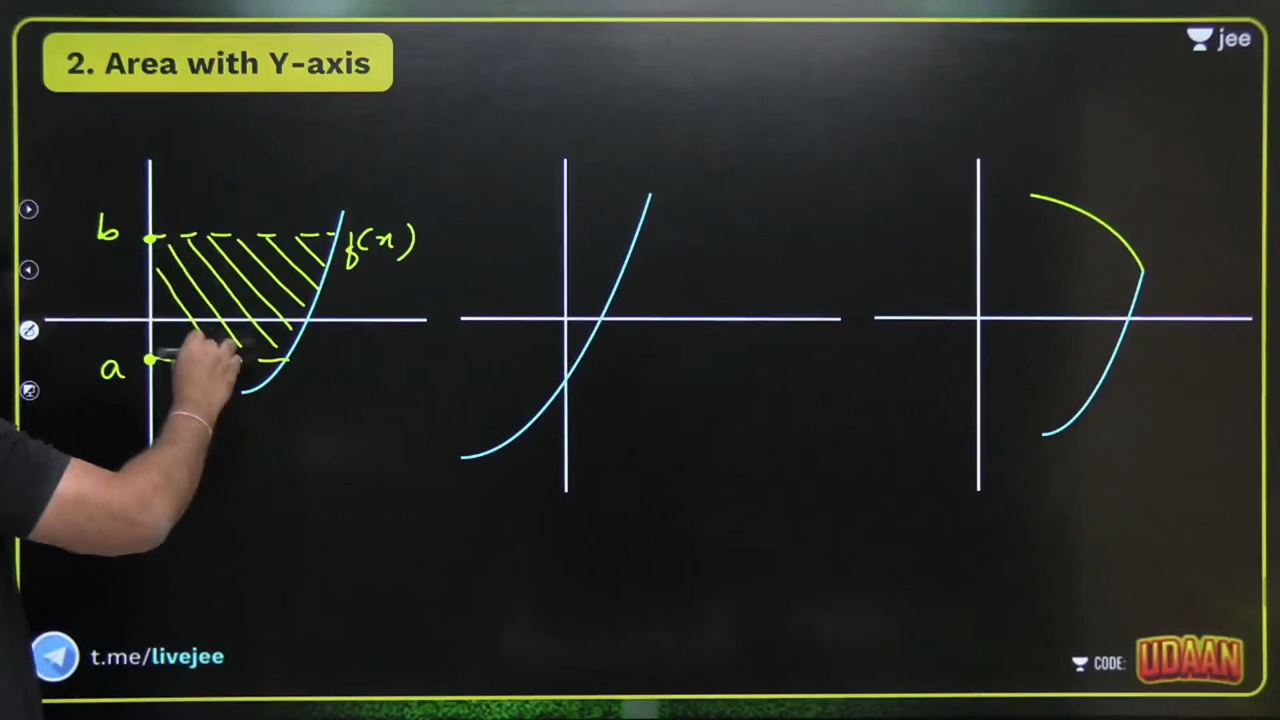 2. Area with Y-axis
jee
b
f(x)
a
t.me/livejee
CODE: UDAAN